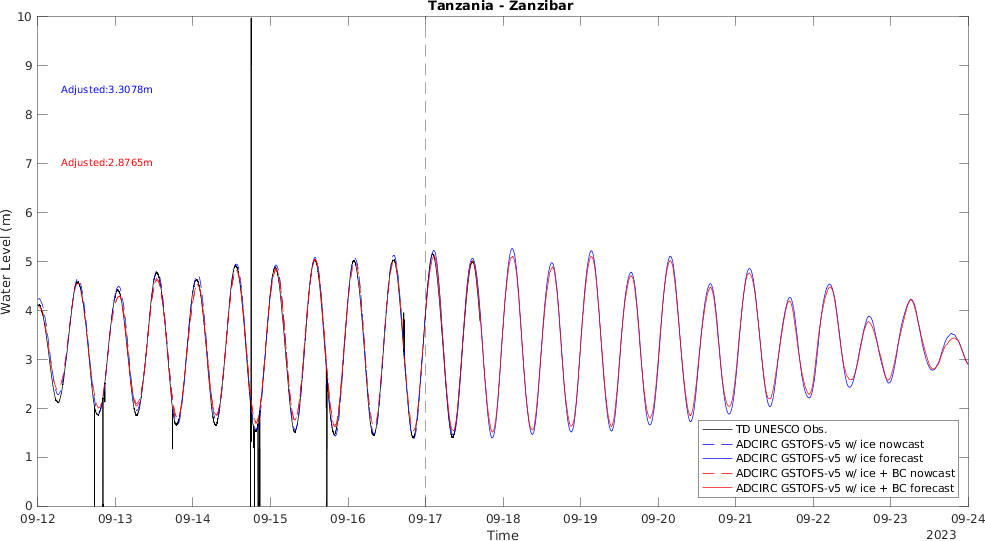 Tanzania - Zanzibar
10
9
8
7
6
5
4
3
2
1
0
Water Level (m)
Adjusted:3.3078m
Adjusted:2.8765m
TD UNESCO Obs.
ADCIRC GSTOFS-v5 w/ ice nowcast
ADCIRC GSTOFS-v5 w/ ice forecast
ADCIRC GSTOFS-v5 w/ ice + BC nowcast
ADCIRC GSTOFS-v5 w/ ice + BC forecast
09-12 09-13 09-14 09-15 09-16 09-17 09-18 09-19 09-20 09-21 09-22 09-23 09-24
Time
2023